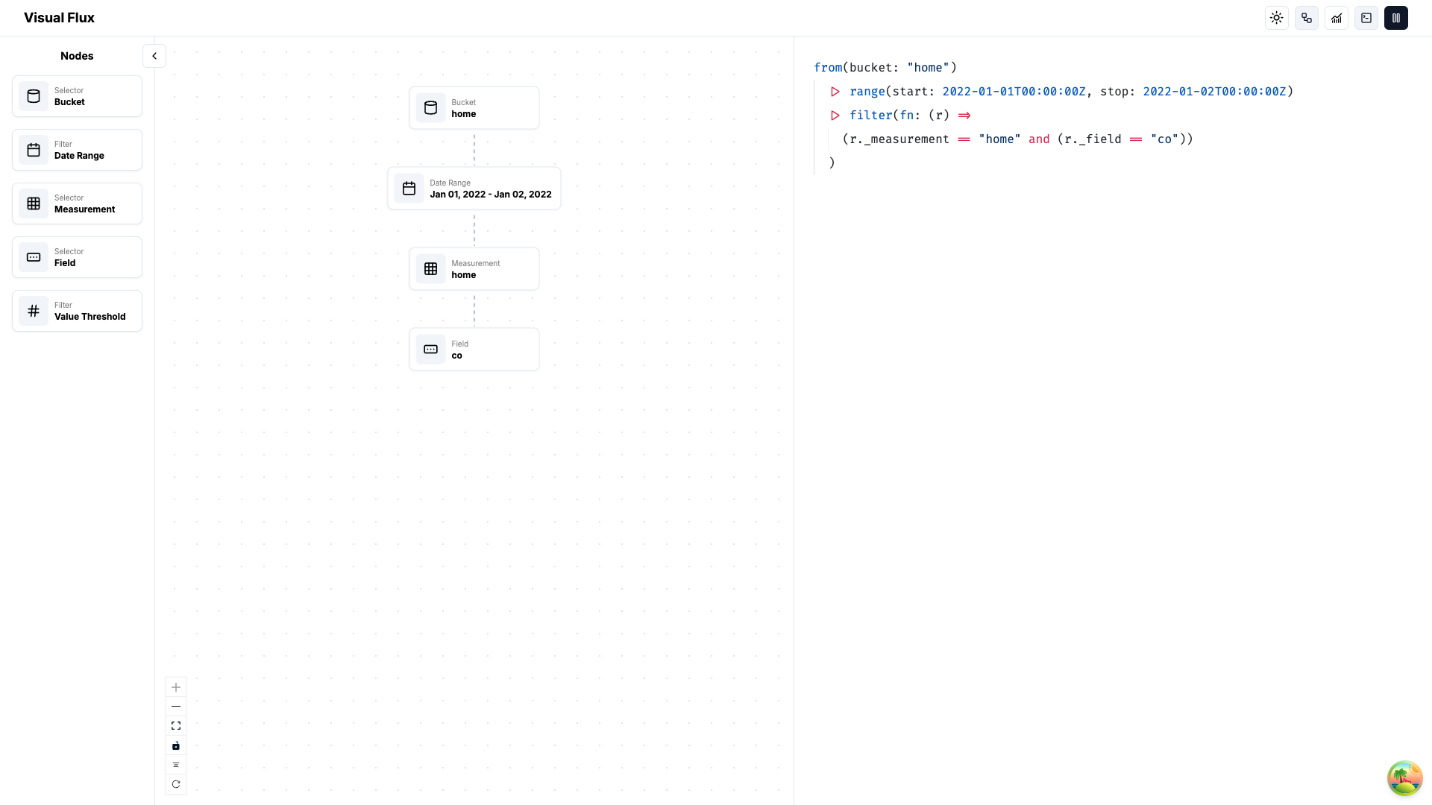 Visual Flux
Nodes
Selector
Bucket
Filter
Date Range
Selector
Measurement
Selector
Field
Filter
Value Threshold
Bucket
home
Date Range
Jan 01, 2022 - Jan 02, 2022
Measurement
home
Field
co
from(bucket: "home")
|> range(start: 2022-01-01T00:00:00Z, stop: 2022-01-02T00:00:00Z)
|> filter(fn: (r) =>
(r._measurement == "home" and (r._field == "co"))
)